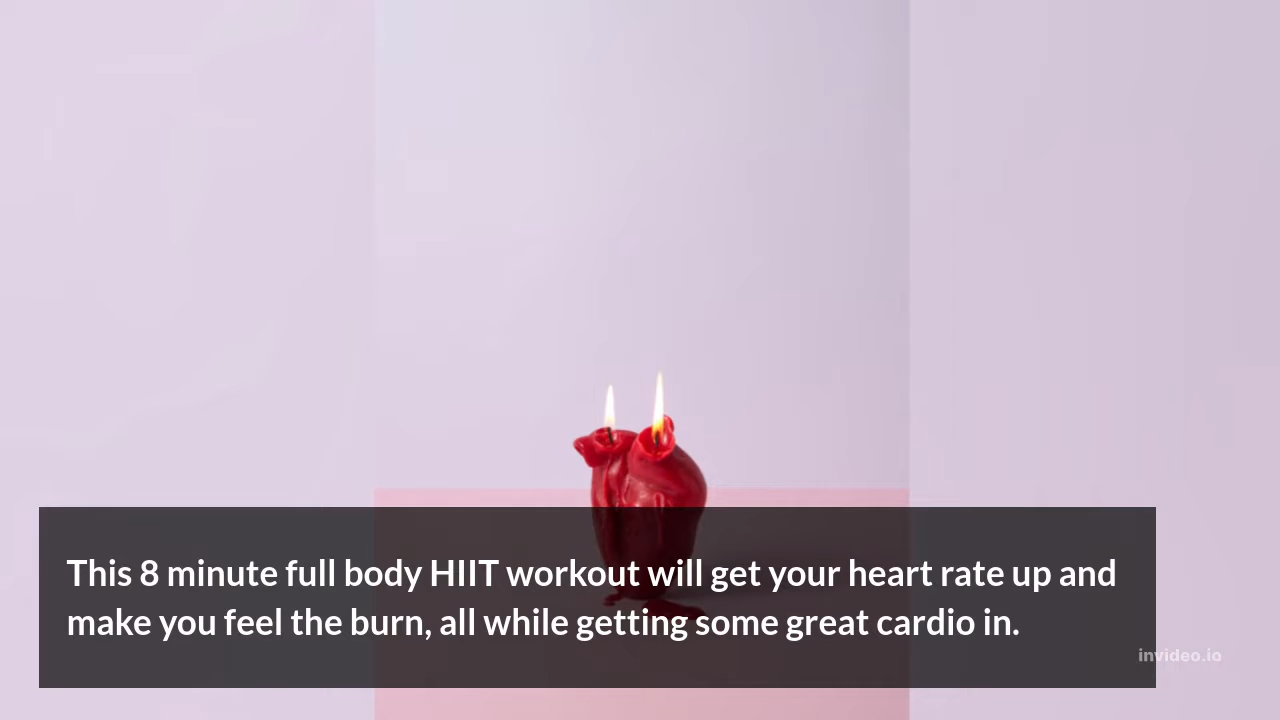 This 8 minute full body HIIT workout will get your heart rate up and
make you feel the burn, all while getting some great cardio in.
invideo.io